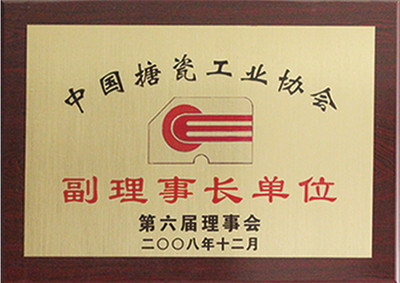 中国搪瓷工业协会
副理事长单位
第六届理事会
二〇〇八年十二月